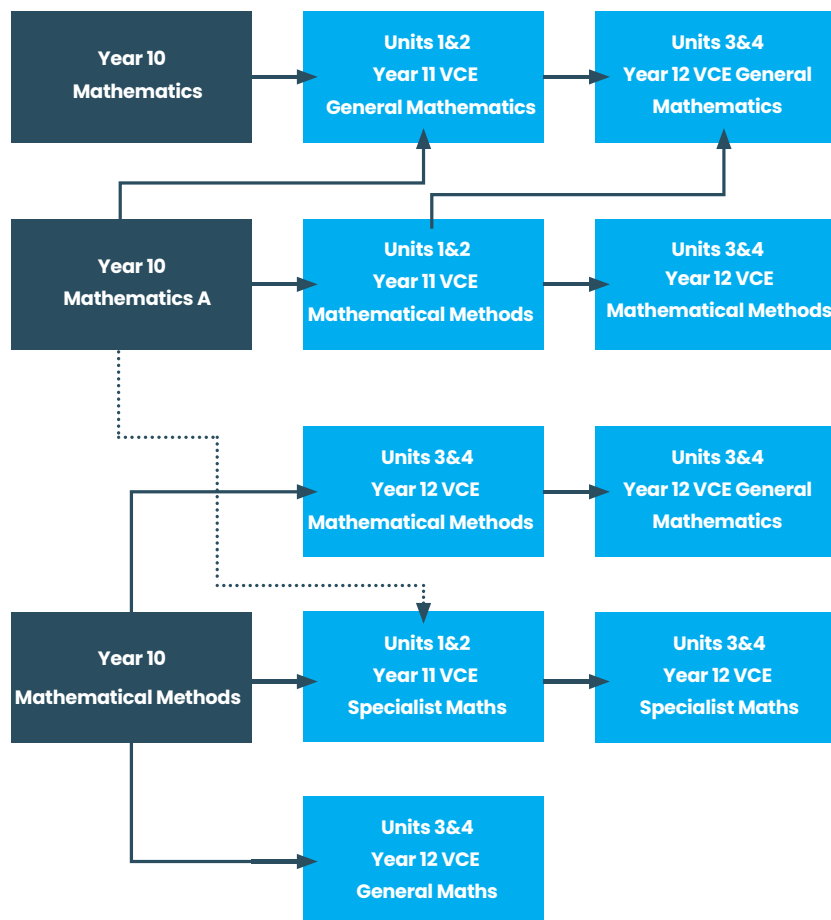 Year 10
Mathematics
Units 1&2
Year 11 VCE
General Mathematics
Units 3&4
Year 12 VCE General
Mathematics
Year 10
Mathematics A
Units 1&2
Year 11 VCE
Mathematical Methods
Units 3&4
Year 12 VCE
Mathematical Methods
Units 3&4
Year 12 VCE
Mathematical Methods
Units 3&4
Year 12 VCE General
Mathematics
Year 10
Mathematical Methods
Units 1&2
Year 11 VCE
Specialist Maths
Units 3&4
Year 12 VCE
Specialist Maths
Units 3&4
Year 12 VCE
General Maths